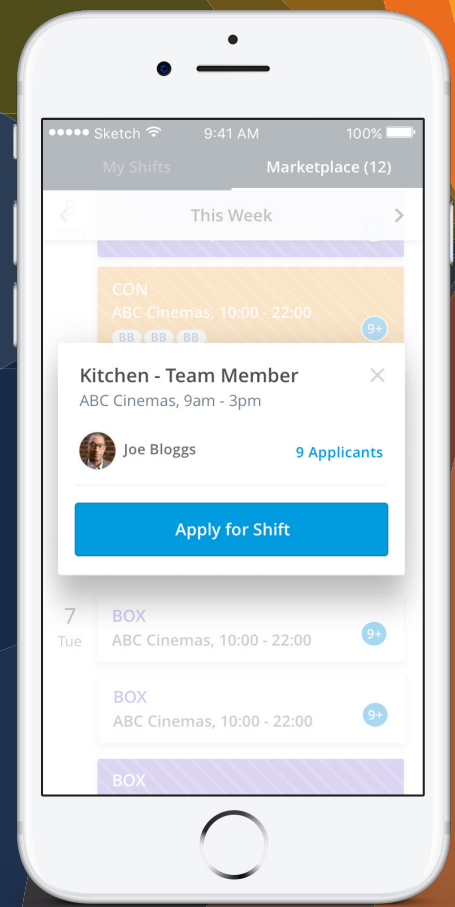 Sketch 9:41 AM 100%
My Shifts Marketplace (12)
This Week
CON
ABC Cinemas, 10:00 - 22:00
9+
BB BB BB
Kitchen - Team Member
ABC Cinemas, 9am - 3pm
Joe Bloggs
9 Applicants
Apply for Shift
7
Tue
BOX
ABC Cinemas, 10:00 - 22:00
9+
BOX
ABC Cinemas, 10:00 - 22:00
9+
BOX